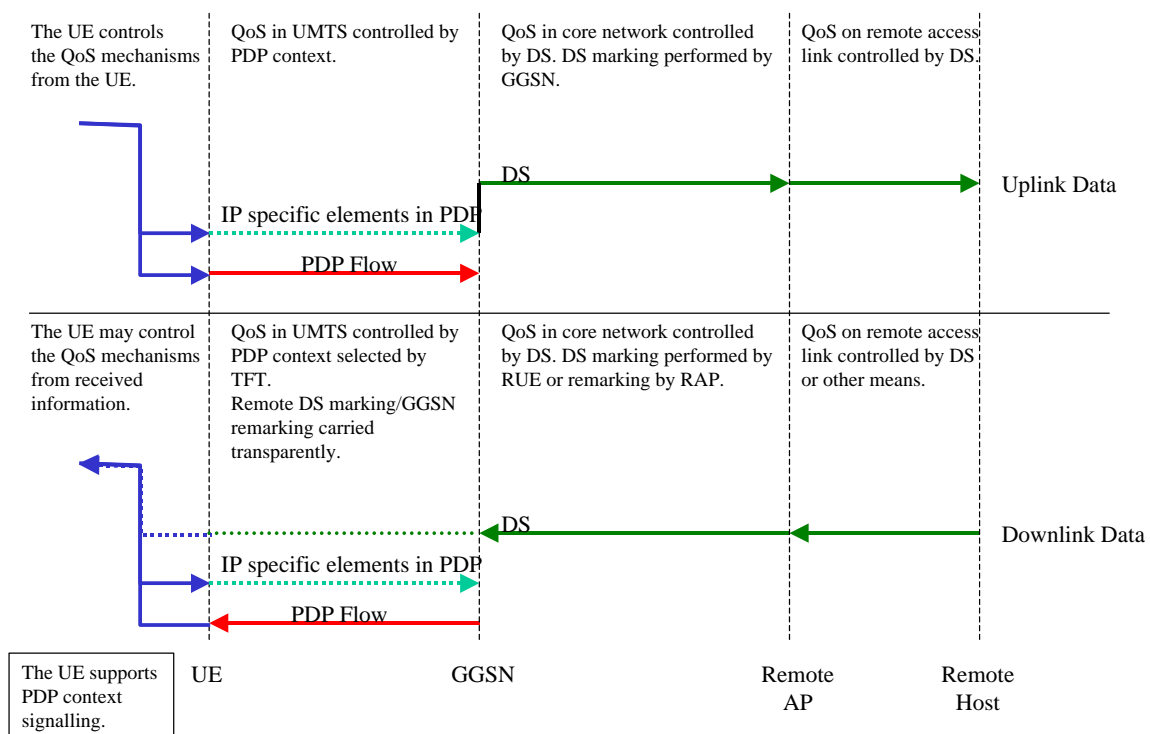 The UE controls
the QoS mechanisms
from the UE.
QoS in UMTS controlled by
PDP context.
QoS in core network controlled
by DS. DS marking performed by
GGSN.
QoS on remote access
link controlled by DS.
DS
Uplink Data
IP specific elements in PDP
PDP Flow
The UE may control
the QoS mechanisms
from received
information.
QoS in UMTS controlled by
PDP context selected by
TFT.
Remote DS marking/GGSN
remarking carried
transparently.
QoS in core network controlled
by DS. DS marking performed by
RUE or remarking by RAP.
QoS on remote access
link controlled by DS
or other means.
DS
Downlink Data
IP specific elements in PDP
PDP Flow
The UE supports
PDP context
signalling.
UE
GGSN
Remote
AP
Remote
Host